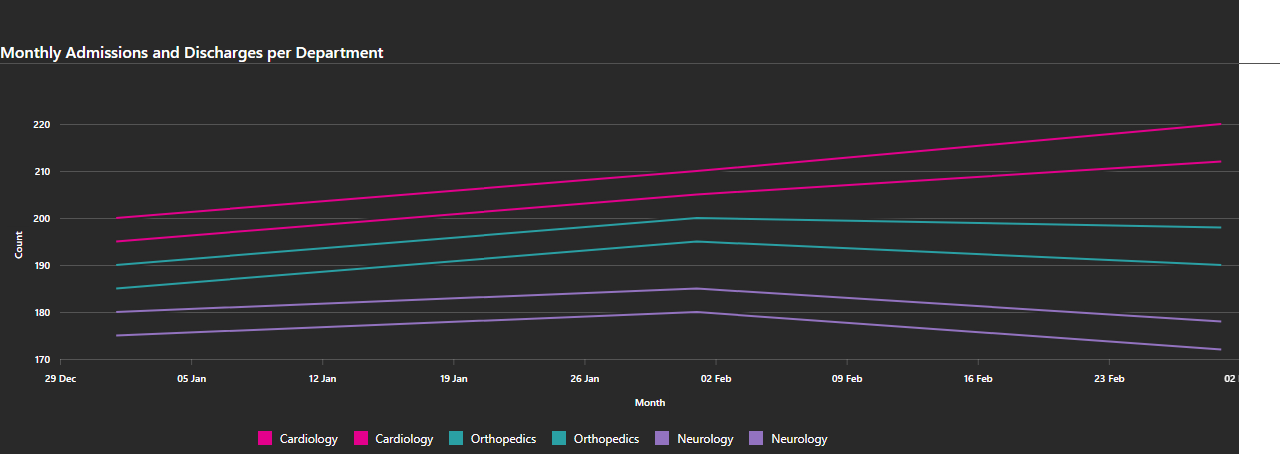 Monthly Admissions and Discharges per Department
220
210
200
190
180
170
Count
29 Dec 05 Jan 12 Jan 19 Jan 26 Jan 02 Feb 09 Feb 16 Feb 23 Feb 02
Month
Cardiology Cardiology Orthopedics Orthopedics Neurology Neurology